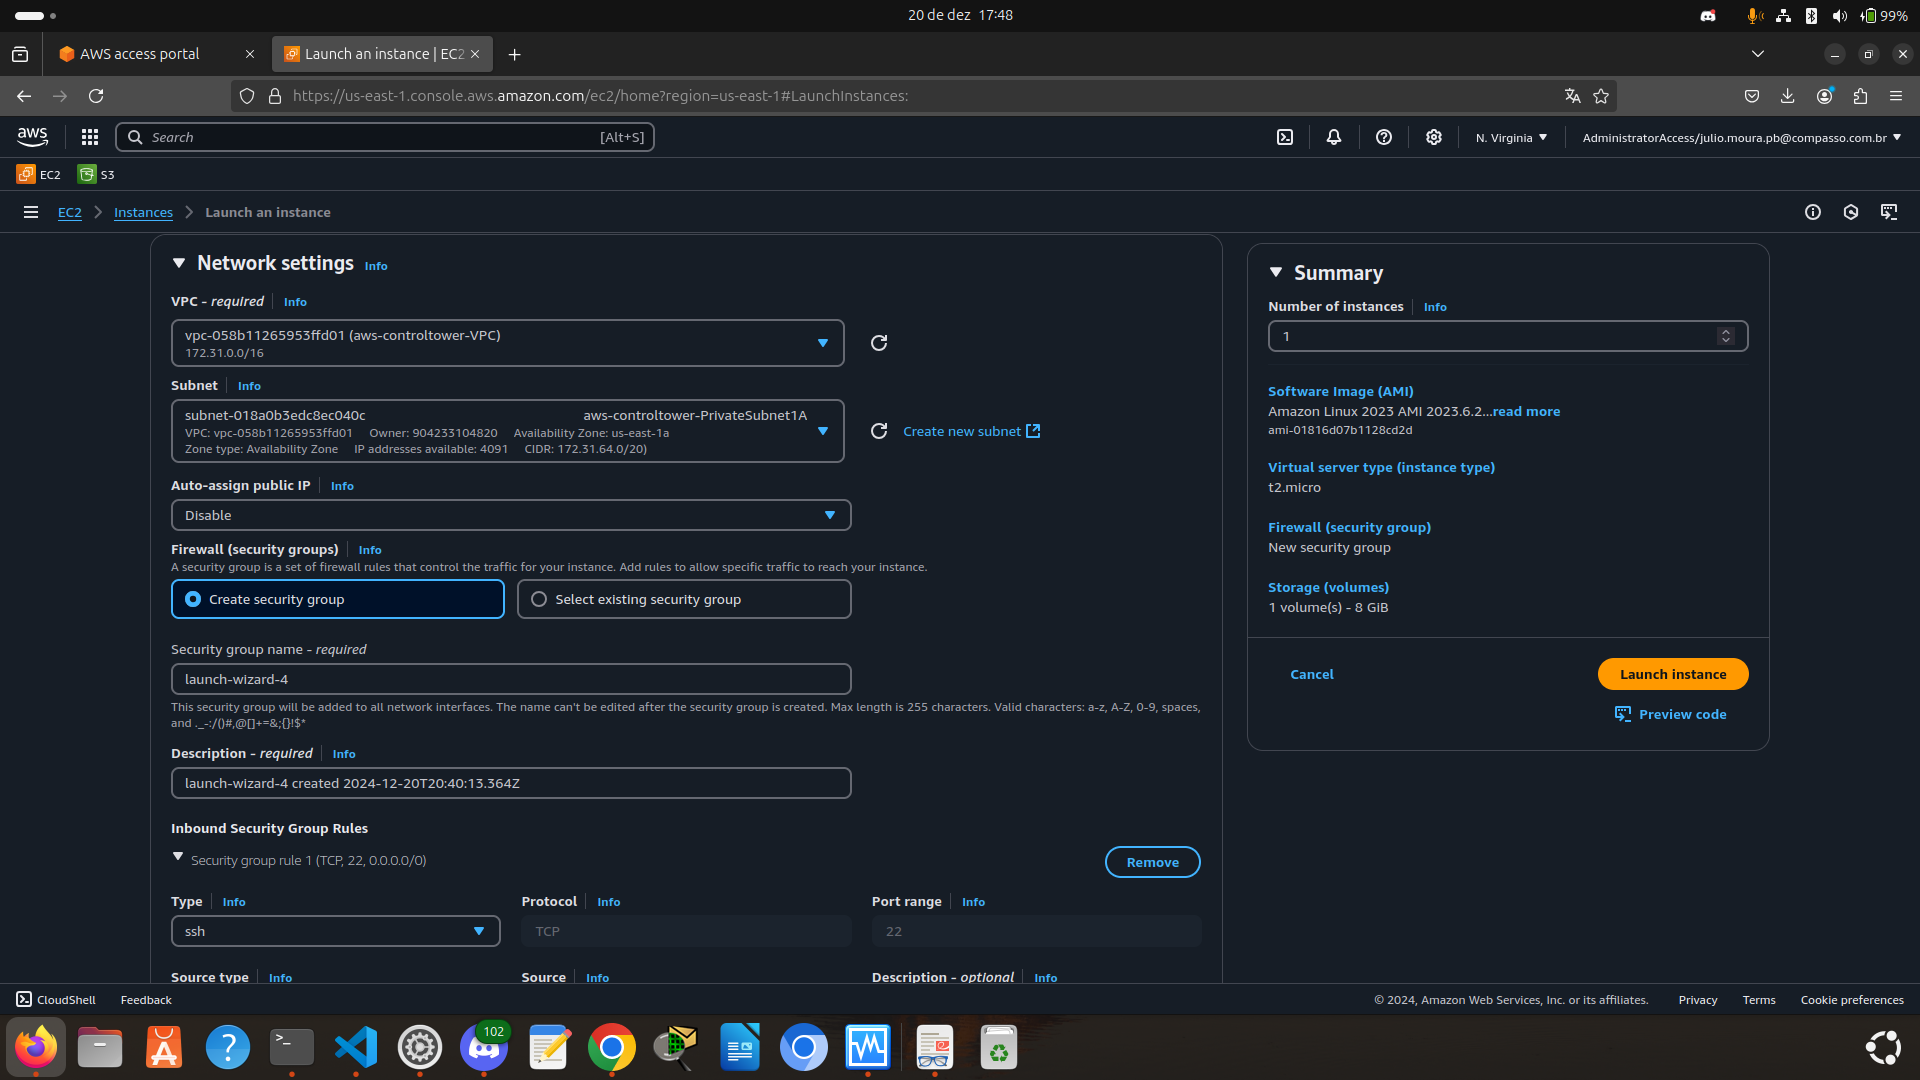 20 de dez 17:48
99%
AWS access portal
Launch an instance | EC2
https://us-east-1.console.aws.amazon.com/ec2/home?region=us-east-1#LaunchInstances:
aws
Search
[Alt+S]
N. Virginia
AdministratorAccess/julio.moura.pb@compasso.com.br
EC2
S3
EC2
Instances
Launch an instance
Network settings Info
VPC - required Info
vpc-058b11265953ffd01 (aws-controltower-VPC)
172.31.0.0/16
Subnet Info
subnet-018a0b3edc8ec040c aws-controltower-PrivateSubnet1A
VPC: vpc-058b11265953ffd01 Owner: 904233104820 Availability Zone: us-east-1a
Zone type: Availability Zone IP addresses available: 4091 CIDR: 172.31.64.0/20)
Create new subnet
Auto-assign public IP Info
Disable
Firewall (security groups) Info
A security group is a set of firewall rules that control the traffic for your instance. Add rules to allow specific traffic to reach your instance.
Create security group
Select existing security group
Security group name - required
launch-wizard-4
This security group will be added to all network interfaces. The name can't be edited after the security group is created. Max length is 255 characters. Valid characters: a-z, A-Z, 0-9, spaces,
and ._-:/()#,@[]+=&;{}!$*
Description - required Info
launch-wizard-4 created 2024-12-20T20:40:13.364Z
Inbound Security Group Rules
Security group rule 1 (TCP, 22, 0.0.0.0/0)
Remove
Type Info
Protocol Info
Port range Info
ssh
TCP
22
Source type Info
Source Info
Description - optional Info
Summary
Number of instances Info
1
Software Image (AMI)
Amazon Linux 2023 AMI 2023.6.2...read more
ami-01816d07b1128cd2d
Virtual server type (instance type)
t2.micro
Firewall (security group)
New security group
Storage (volumes)
1 volume(s) - 8 GiB
Cancel
Launch instance
Preview code
CloudShell
Feedback
© 2024, Amazon Web Services, Inc. or its affiliates.
Privacy
Terms
Cookie preferences
102